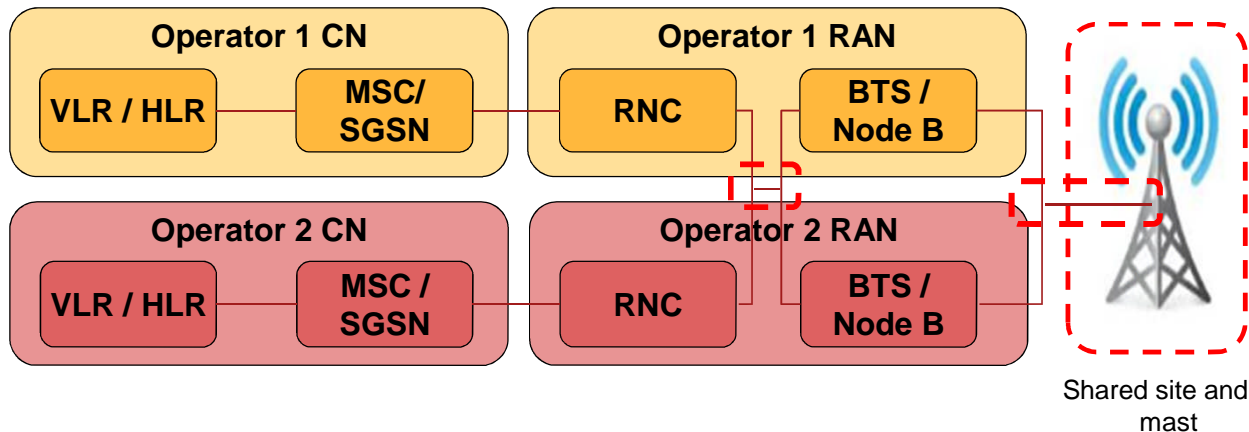 Operator 1 CN
VLR / HLR
MSC/
SGSN
Operator 1 RAN
RNC
BTS /
Node B
Operator 2 CN
VLR / HLR
MSC /
SGSN
Operator 2 RAN
RNC
BTS /
Node B
Shared site and
mast